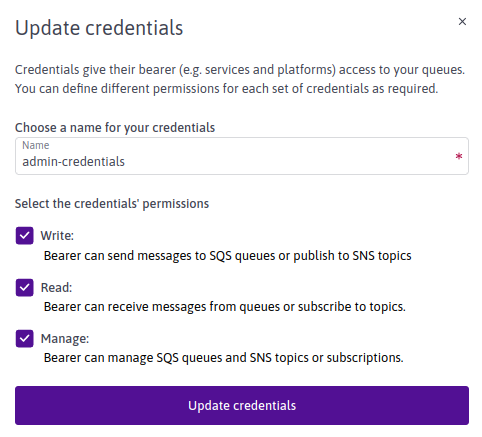 Update credentials
×
Credentials give their bearer (e.g. services and platforms) access to your queues.
You can define different permissions for each set of credentials as required.
Choose a name for your credentials
Name
admin-credentials
*
Select the credentials' permissions
Write:
Bearer can send messages to SQS queues or publish to SNS topics
Read:
Bearer can receive messages from queues or subscribe to topics.
Manage:
Bearer can manage SQS queues and SNS topics or subscriptions.
Update credentials